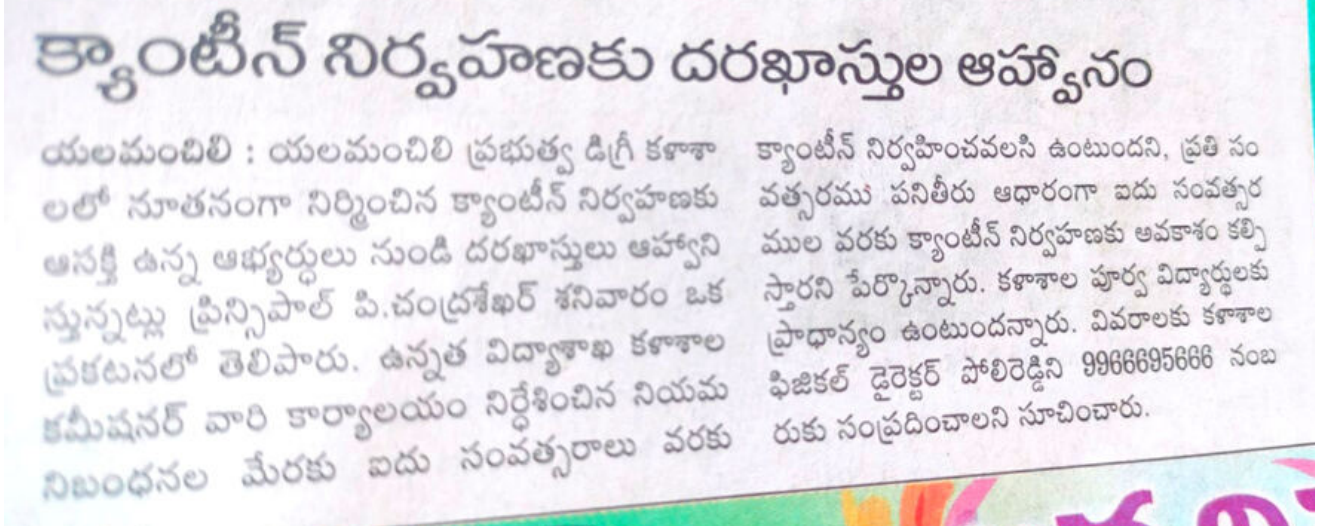 క్యాంటీన్ నిర్వహణకు దరఖాస్తుల ఆహ్వానం
యలమంచిలి : యలమంచిలి ప్రభుత్వ డిగ్రీ కళాశా
లలో నూతనంగా నిర్మించిన క్యాంటీన్ నిర్వహణకు
ఆసక్తి ఉన్న ఆభ్యర్థులు నుండి దరఖాస్తులు ఆహ్వాని
స్తున్నట్లు ప్రిన్సిపాల్ పి.చంద్రశేఖర్ శనివారం ఒక
ప్రకటనలో తెలిపారు. ఉన్నత విద్యాశాఖ కళాశాల
కమీషనర్ వారి కార్యాలయం నిర్ధేశించిన నియమ
నిబంధనల మేరకు ఐదు సంవత్సరాలు వరకు
క్యాంటీన్ నిర్వహించవలసి ఉంటుందని, ప్రతి సం
వత్సరము పనితీరు ఆధారంగా ఐదు సంవత్సర
ముల వరకు క్యాంటీన్ నిర్వహణకు అవకాశం కల్పి
స్తారని పేర్కొన్నారు. కళాశాల పూర్వ విద్యార్థులకు
ప్రాధాన్యం ఉంటుందన్నారు. వివరాలకు కళాశాల
ఫిజికల్ డైరెక్టర్ పోలిరెడ్డిని 9966695666 నంబ
రుకు సంప్రదించాలని సూచించారు.